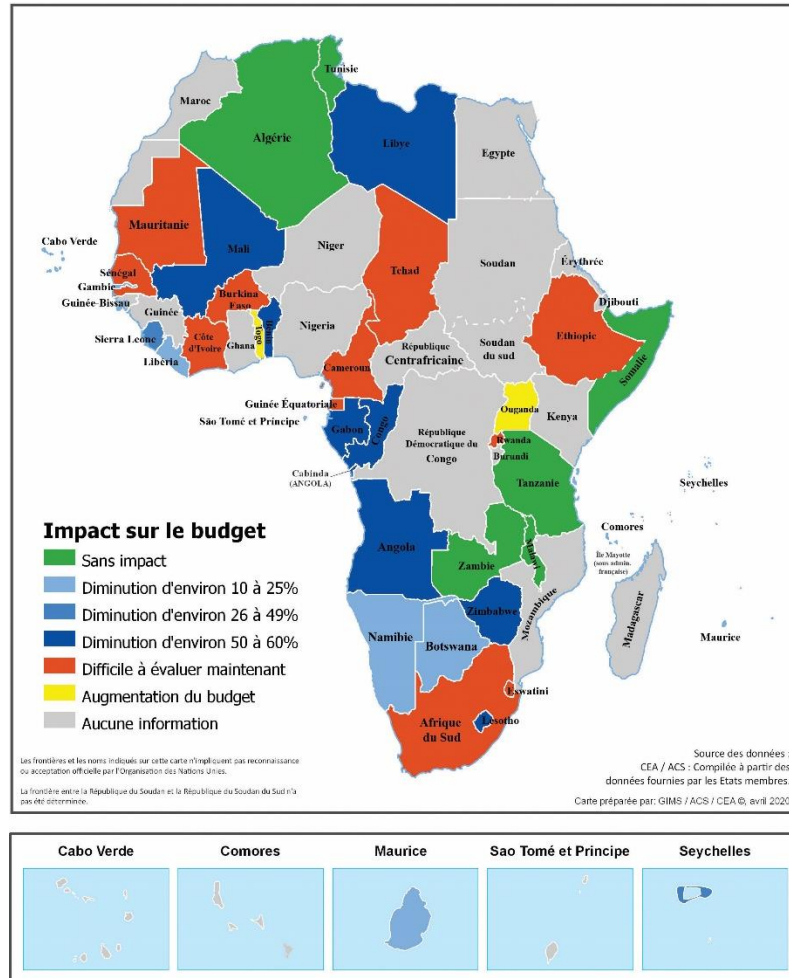 Tunisie
Maroc
Algérie
Libye
Egypte
Mauritanie
Mali
Niger
Tchad
Soudan
Érythrée
Cabo Verde
Sénégal
Gambie
Guinée-Bissau
Guinée
Burkina
Faso
Djibouti
Sierra Leone
Libéria
Côte
d'Ivoire
Ghana
Togo
Bénin
Nigeria
Cameroun
République
Centrafricaine
Soudan
du sud
Ethiopie
Somalie
Guinée Équatoriale
São Tomé et Príncipe
Gabon
Congo
République
Démocratique du
Congo
Ouganda
Kenya
Rwanda
Burundi
Cabinda
(ANGOLA)
Tanzanie
Seychelles
Comores
Île Mayotte
(sous admin.
française)
Angola
Zambie
Malawi
Mozambique
Madagascar
Maurice
Zimbabwe
Namibie
Botswana
Eswatini
Lesotho
Afrique
du Sud
Impact sur le budget
Sans impact
Diminution d'environ 10 à 25%
Diminution d'environ 26 à 49%
Diminution d'environ 50 à 60%
Difficile à évaluer maintenant
Augmentation du budget
Aucune information
Les frontières et les noms indiqués sur cette carte n'impliquent pas reconnaissance
ou acceptation officielle par l'Organisation des Nations Unies.
La frontière entre la République du Soudan et la République du Soudan du Sud n'a
pas été déterminée.
Source des données :
CEA / ACS : Compilée à partir des
données fournies par les Etats membres.
Carte préparée par: GIMS / ACS / CEA ©, avril 2020
Cabo Verde
Comores
Maurice
Sao Tomé et Principe
Seychelles